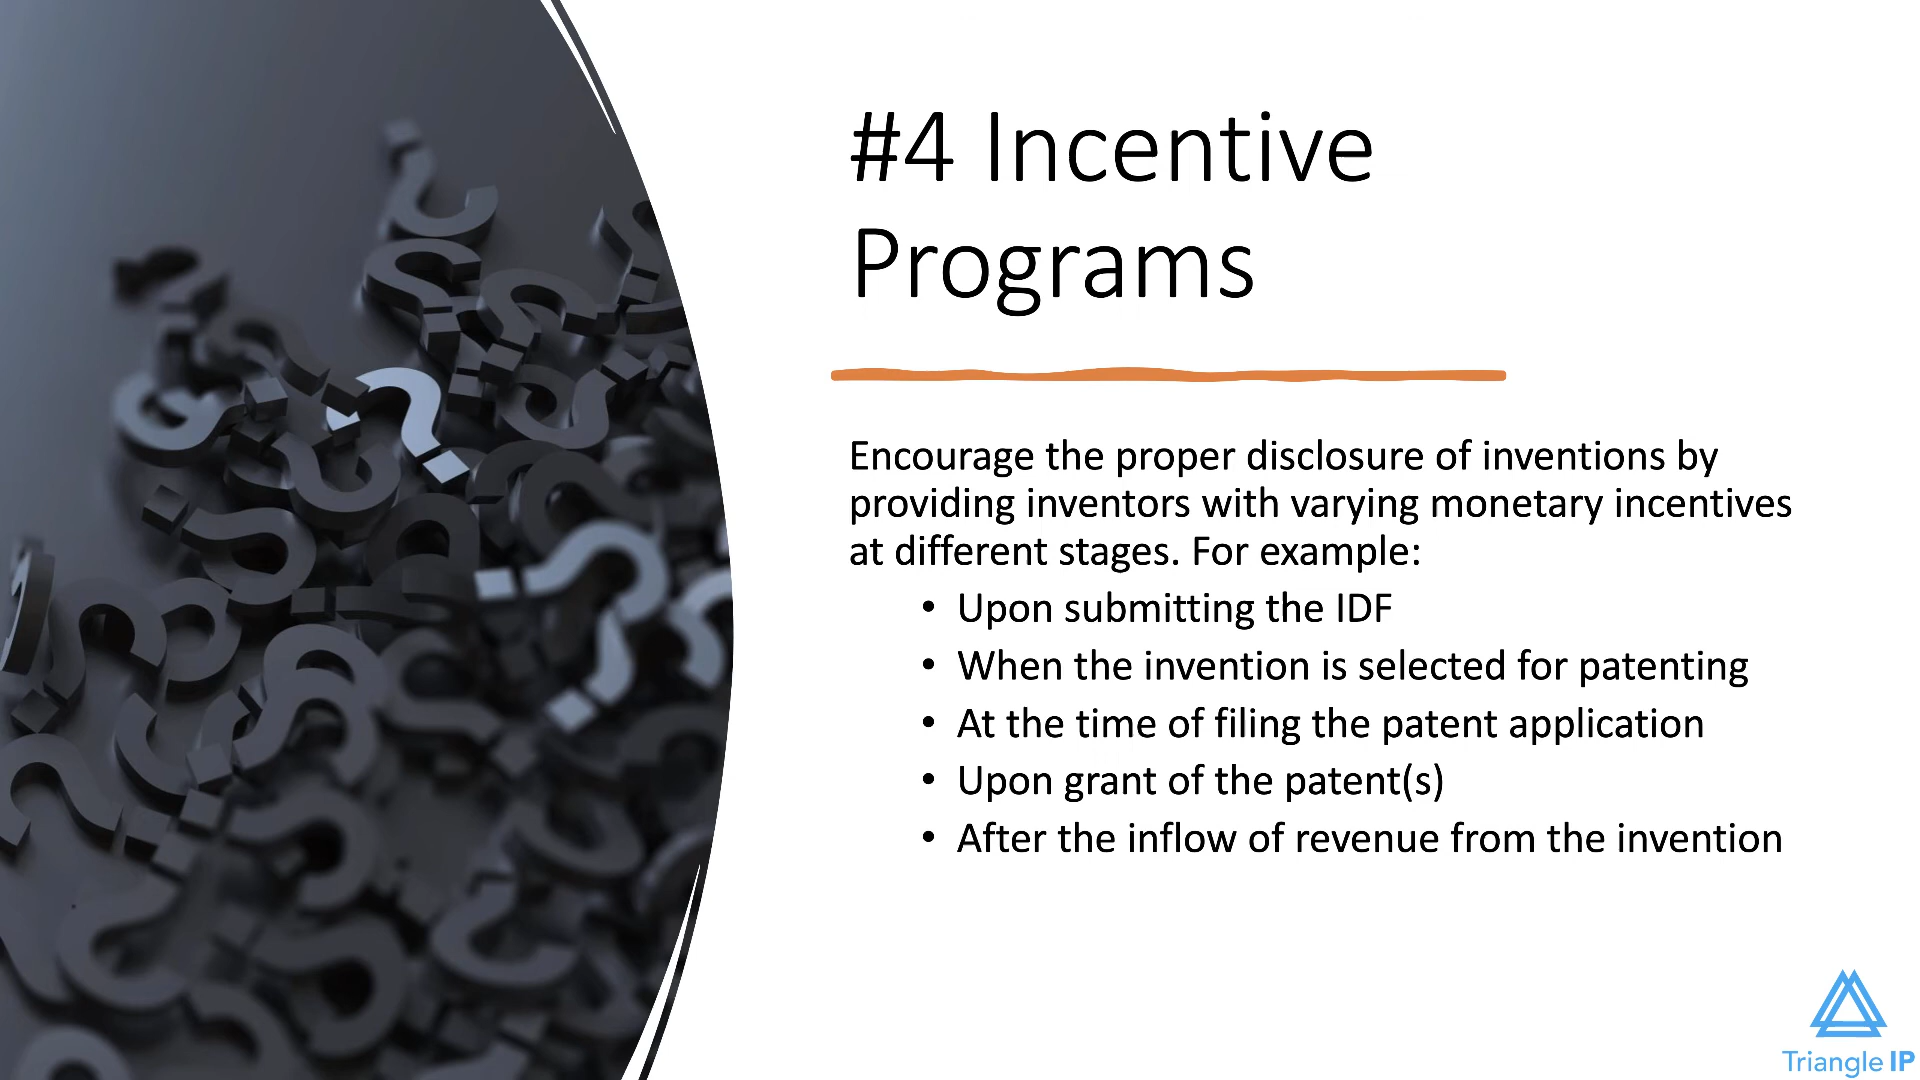 #4 Incentive
Programs
Encourage the proper disclosure of inventions by
providing inventors with varying monetary incentives
at different stages. For example:
• Upon submitting the IDF
• When the invention is selected for patenting
• At the time of filing the patent application
• Upon grant of the patent(s)
• After the inflow of revenue from the invention
Triangle IP